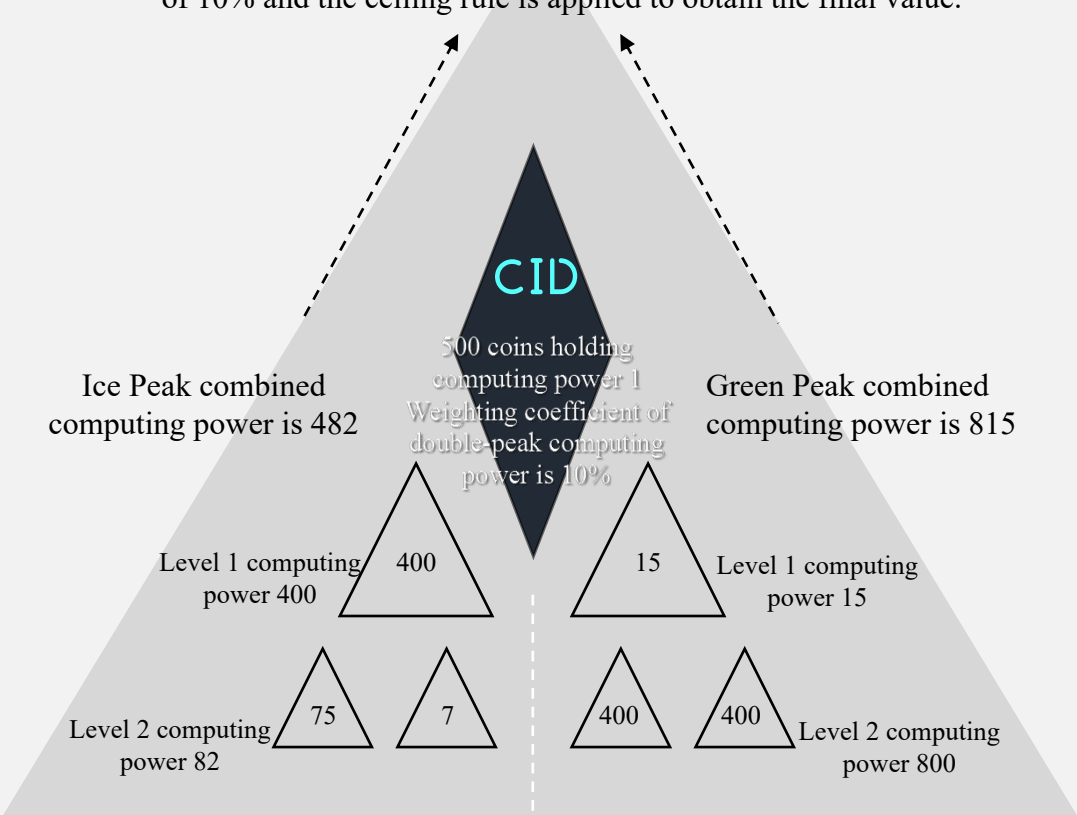 of 10% and the ceiling rule is applied to obtain the final value.
CID
500 coins holding
computing power 1
Weighting coefficient of
double-peak computing
power is 10%
Ice Peak combined
computing power is 482
Green Peak combined
computing power is 815
Level 1 computing
power 400
400
15
Level 1 computing
power 15
Level 2 computing
power 82
75
7
400
400
Level 2 computing
power 800